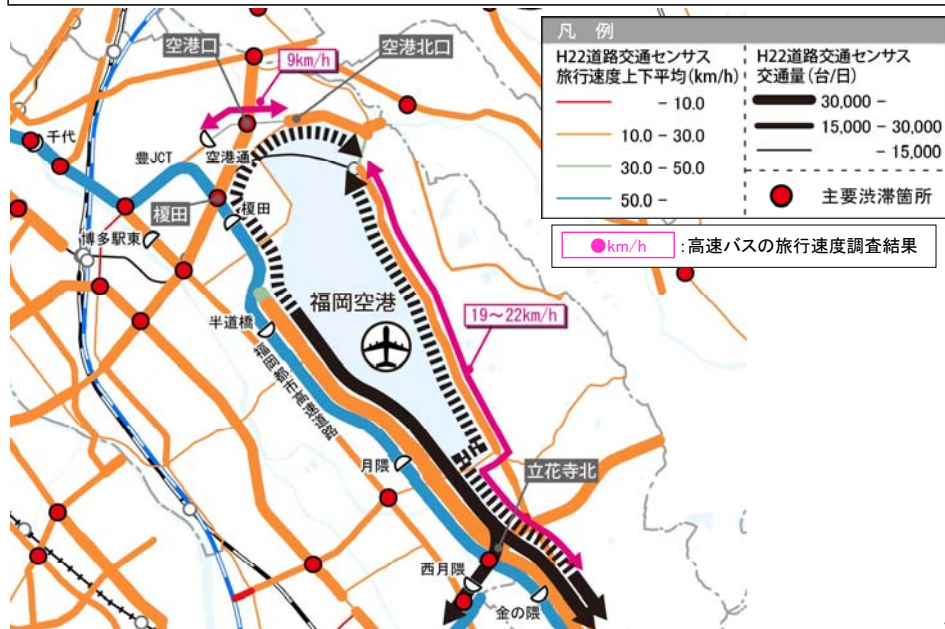 空港口
空港北口
9km/h
千代
豊JCT
空港通
榎田
榎田
博多駅東
福岡空港
半道橋
19～22km/h
福岡都市高速道路
月隈
立花寺北
西月隈
金の隈
凡 例
H22道路交通センサス
旅行速度上下平均(km/h)
－ 10.0
10.0 － 30.0
30.0 － 50.0
50.0 －
H22道路交通センサス
交通量(台/日)
30,000 －
15,000 － 30,000
－ 15,000
主要渋滞箇所
●km/h :高速バスの旅行速度調査結果